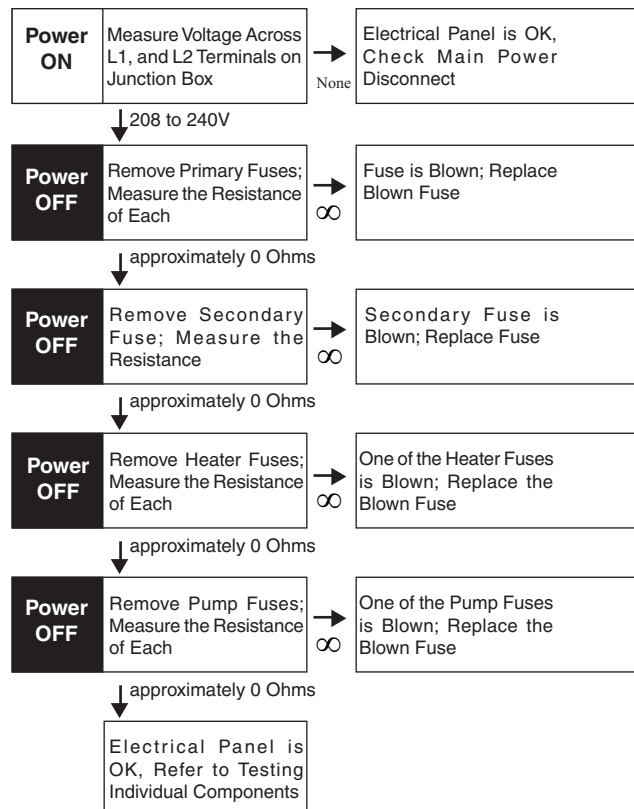 Power
ON
Measure Voltage Across
L1, and L2 Terminals on
Junction Box
None
Electrical Panel is OK,
Check Main Power
Disconnect
208 to 240V
Power
OFF
Remove Primary Fuses;
Measure the Resistance
of Each
∞
Fuse is Blown; Replace
Blown Fuse
approximately 0 Ohms
Power
OFF
Remove Secondary
Fuse; Measure the
Resistance
∞
Secondary Fuse is
Blown; Replace Fuse
approximately 0 Ohms
Power
OFF
Remove Heater Fuses;
Measure the Resistance
of Each
∞
One of the Heater Fuses
is Blown; Replace the
Blown Fuse
approximately 0 Ohms
Power
OFF
Remove Pump Fuses;
Measure the Resistance
of Each
∞
One of the Pump Fuses
is Blown; Replace the
Blown Fuse
approximately 0 Ohms
Electrical Panel is
OK, Refer to Testing
Individual Components